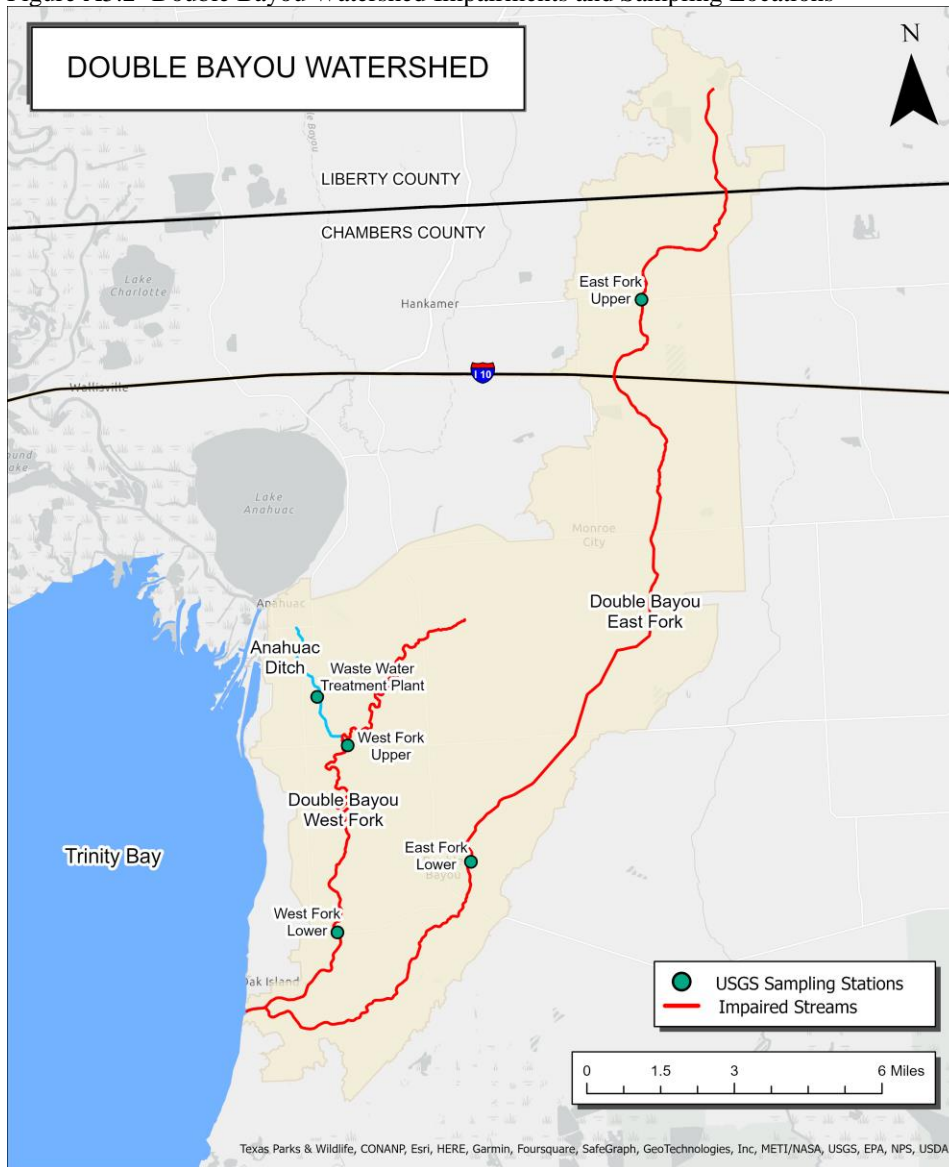 Figure A5.2 Double Bayou Watershed Impairments and Sampling Locations
DOUBLE BAYOU WATERSHED
N
LIBERTY COUNTY
CHAMBERS COUNTY
Lake
Charlotte
Hankamer
East Fork
Upper
Wallisville
I 10
Lake
Anahuac
Monroe
City
Anahuac
Double Bayou
East Fork
Anahuac
Ditch
Waste Water
Treatment Plant
West Fork
Upper
Double Bayou
West Fork
Trinity Bay
East Fork
Lower
Bayou
West Fork
Lower
Oak Island
USGS Sampling Stations
Impaired Streams
0 1.5 3 6 Miles
Texas Parks & Wildlife, CONANP, Esri, HERE, Garmin, Foursquare, SafeGraph, GeoTechnologies, Inc, METI/NASA, USGS, EPA, NPS, USDA